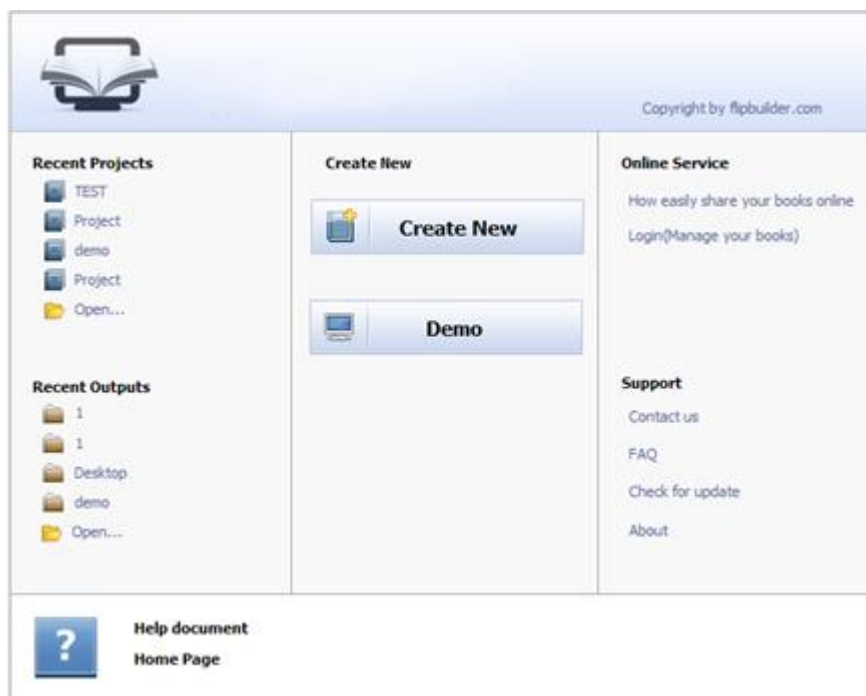 Copyright by flipbuilder.com
Recent Projects
TEST
Project
demo
Project
Open...
Recent Outputs
1
1
Desktop
demo
Open...
Create New
Create New
Demo
Online Service
How easily share your books online
Login(Manage your books)
Support
Contact us
FAQ
Check for update
About
?
Help document
Home Page